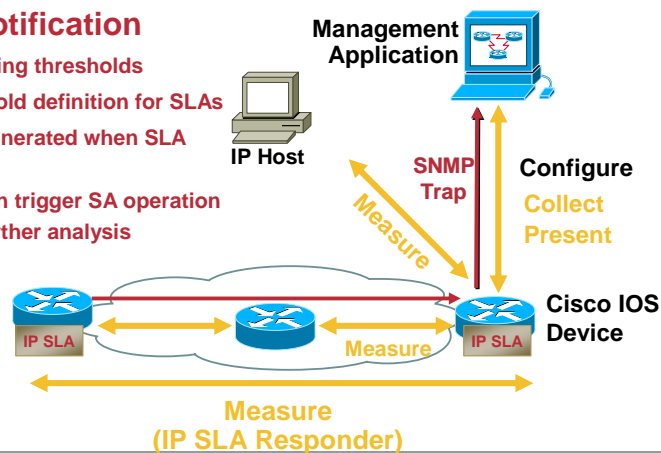 otification
ing thresholds
old definition for SLAs
nerated when SLA
n trigger SA operation
rther analysis
Management
Application
IP Host
SNMP
Trap
Configure
Collect
Present
Measure
Cisco IOS
Device
IP SLA
Measure
IP SLA
Measure
(IP SLA Responder)